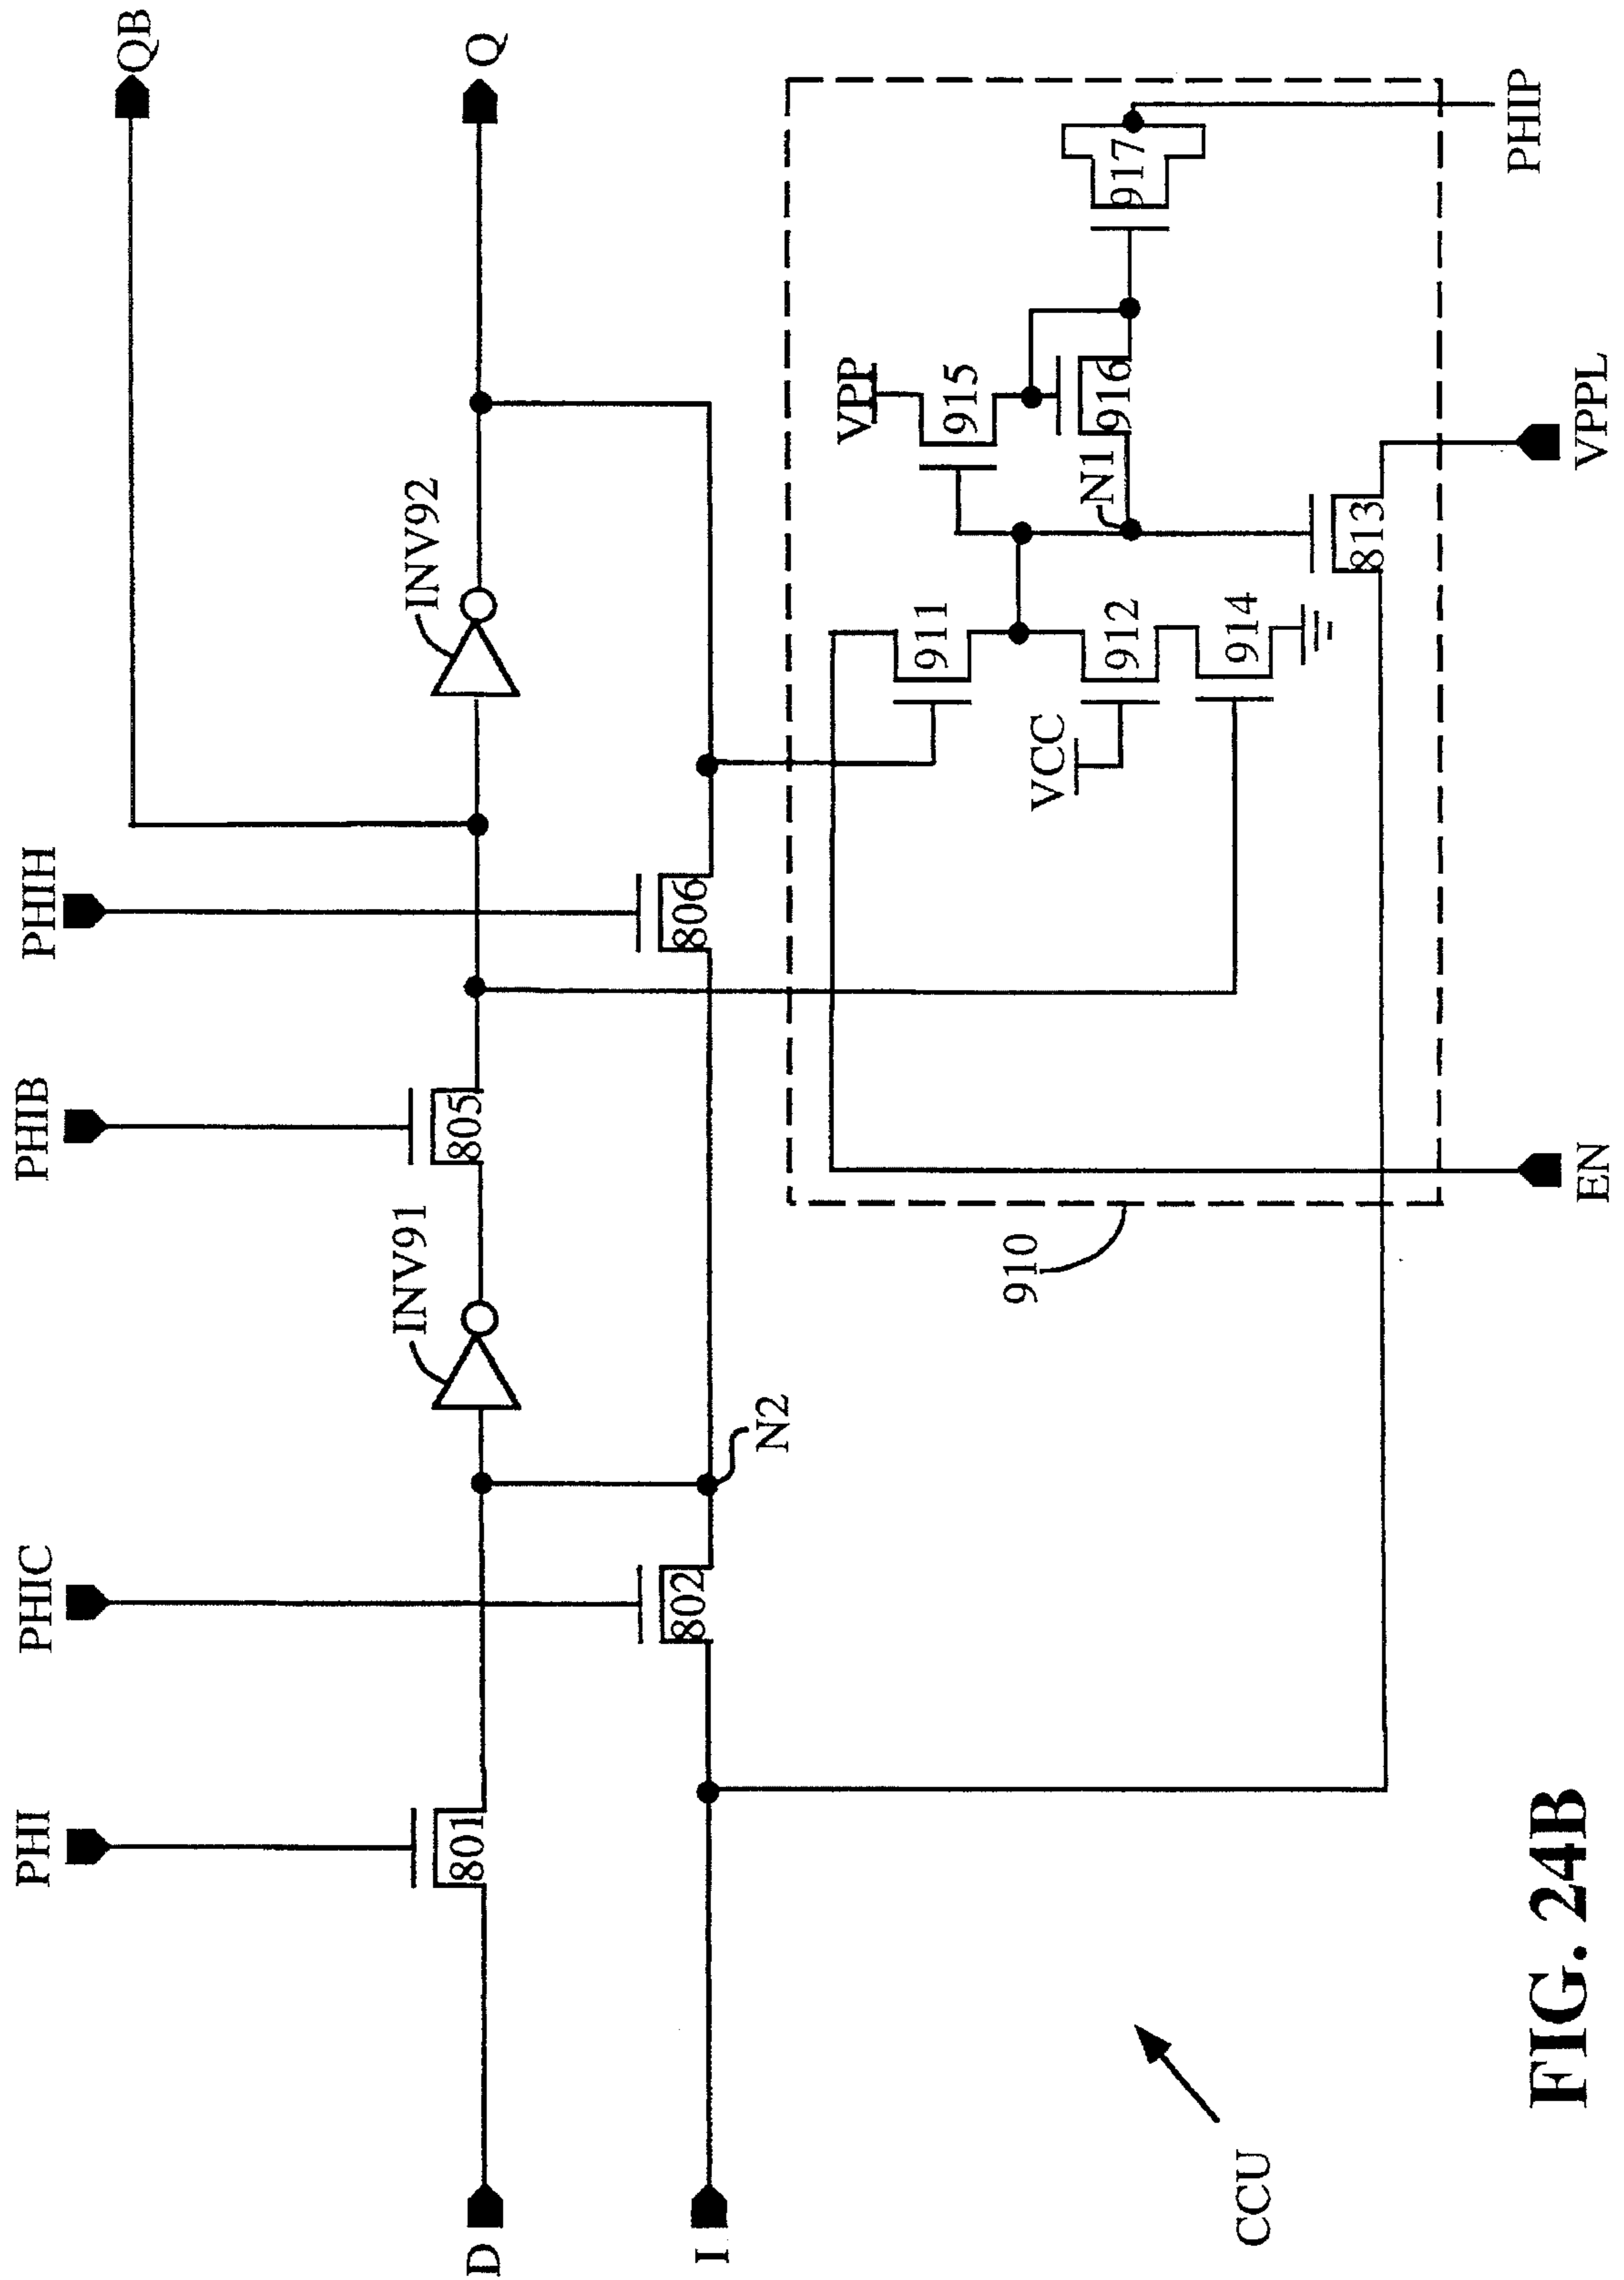 QB
Q
PHIH
PHIB
PHIC
PHI
INV92
INV91
805
801
806
802
N2
D
I
VPP
915
917
916
N1
911
912
914
VCC
813
910
PHIP
VPPL
EN
CCU
FIG. 24B